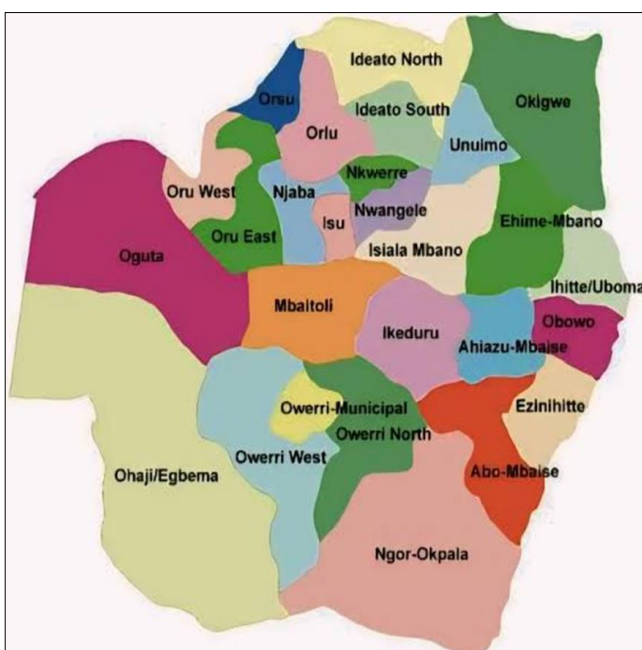 Ideato North
Orsu
Okigwe
Ideato South
Orlu
Unuimo
Nkwerre
Oru West
Njaba
Nwangele
Ehime-Mbano
Isu
Oru East
Isiala Mbano
Oguta
Ihitte/Uboma
Mbaitoli
Ikeduru
Obowo
Ahiazu-Mbaise
Owerri-Municipal
Ezinihitte
Owerri North
Owerri West
Abo-Mbaise
Ohaji/Egbema
Ngor-Okpala